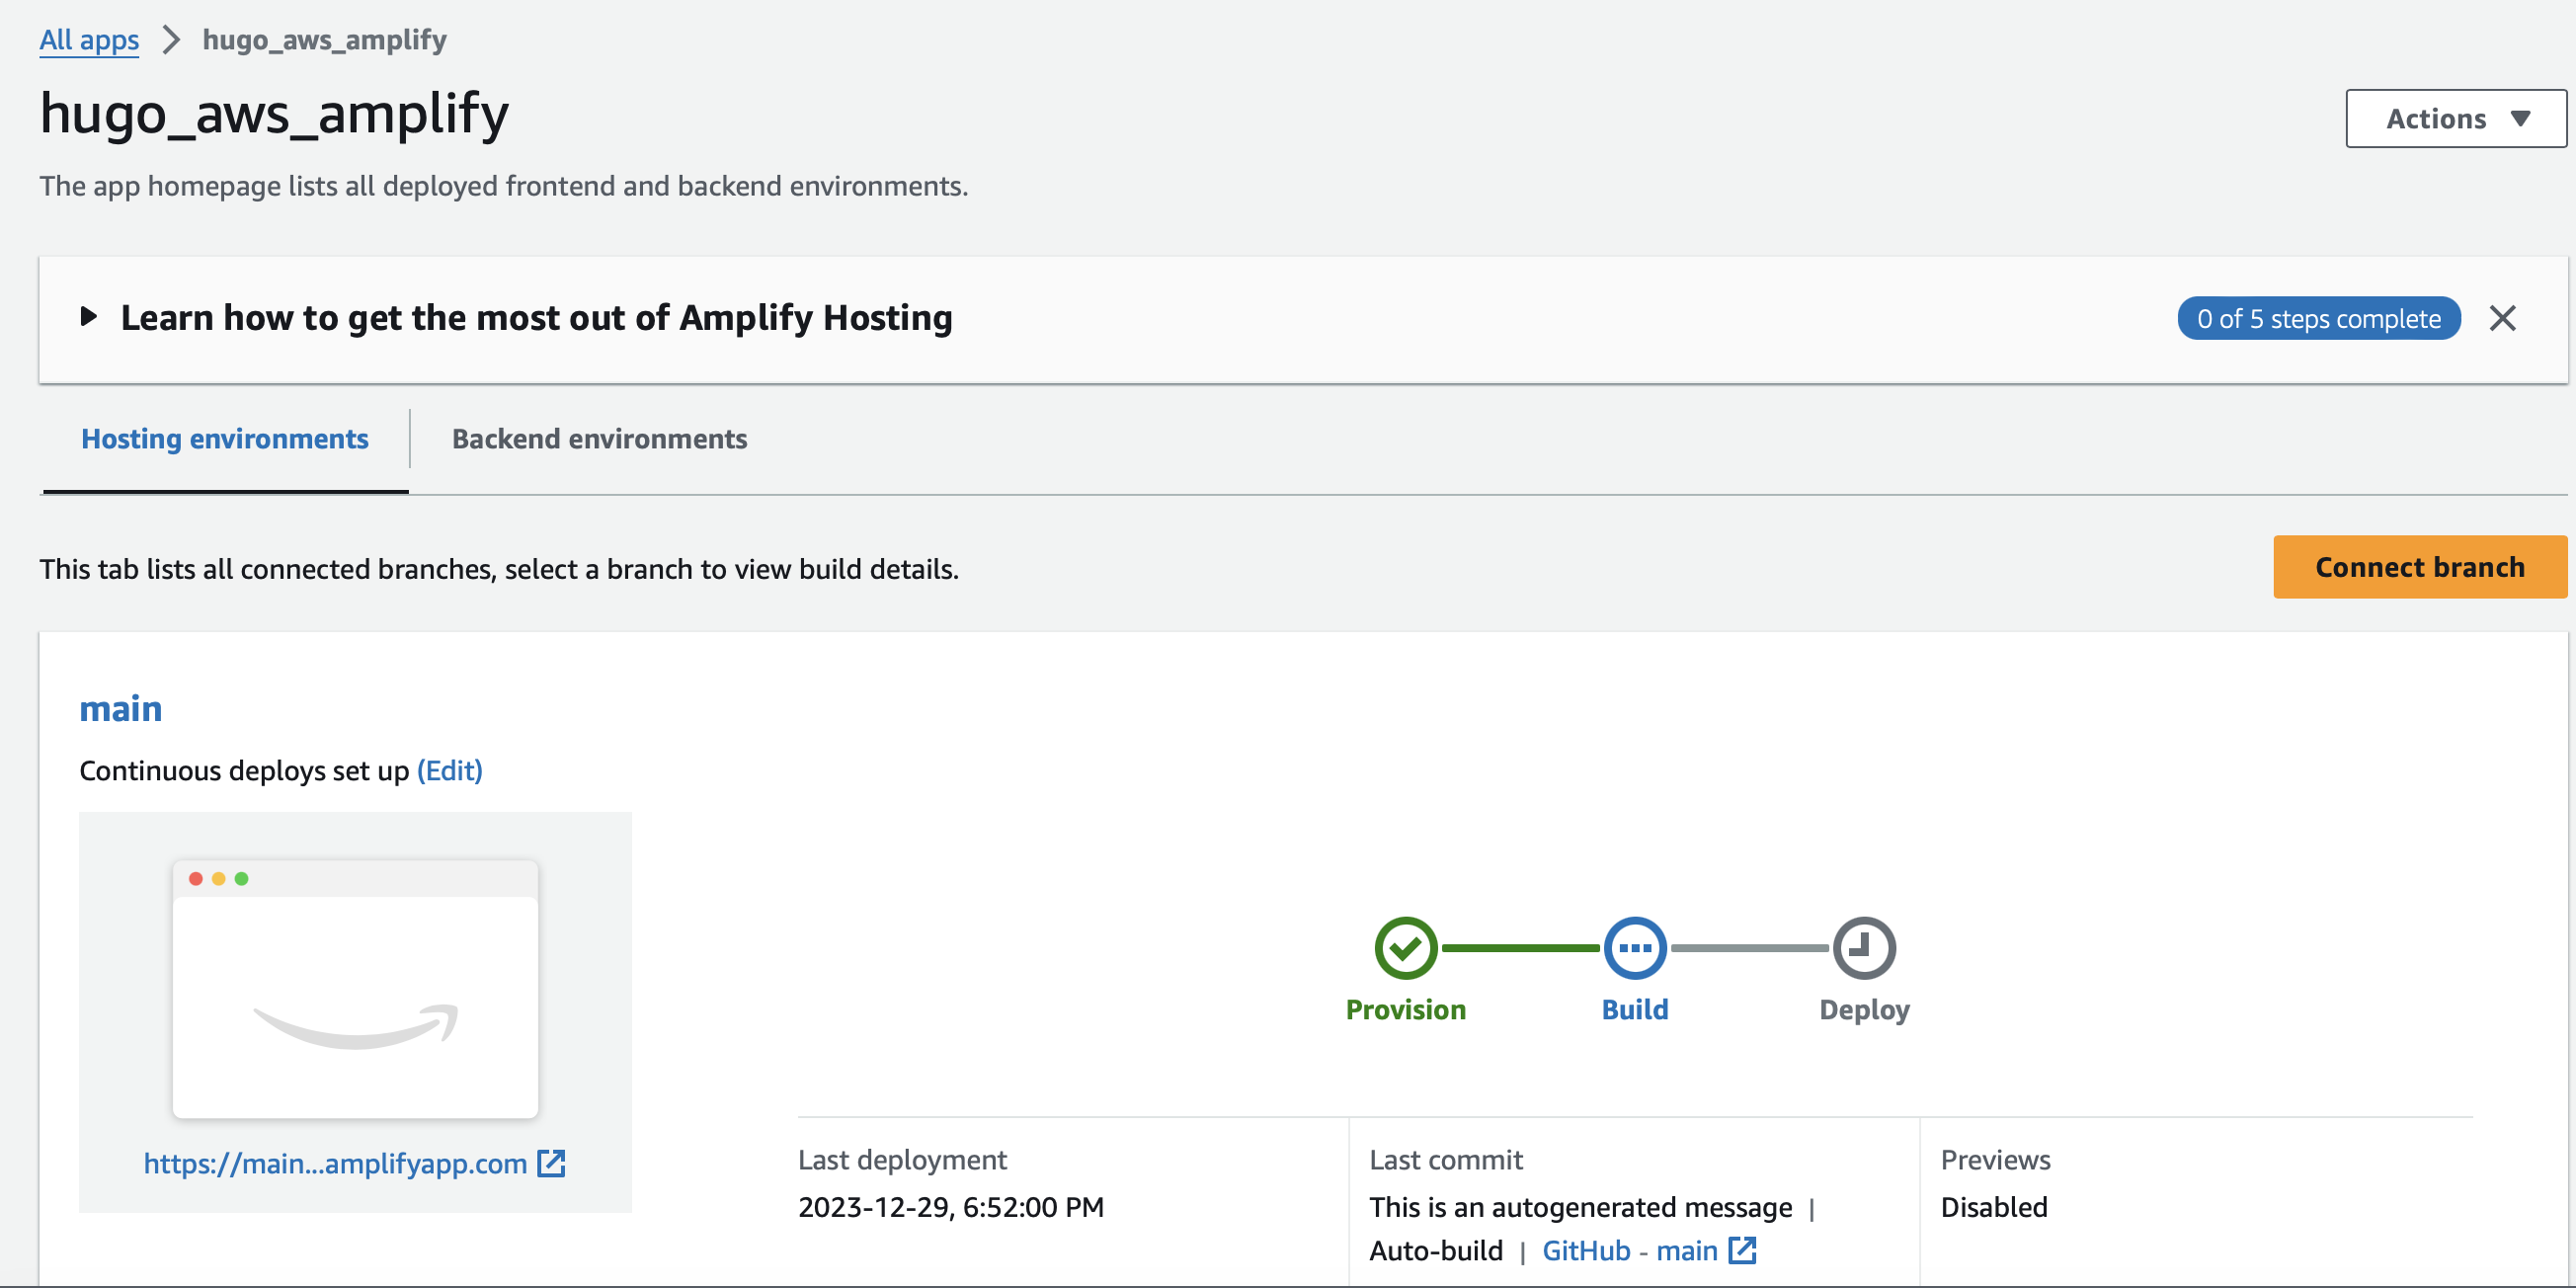 All apps > hugo_aws_amplify
hugo_aws_amplify
Actions
The app homepage lists all deployed frontend and backend environments.
Learn how to get the most out of Amplify Hosting
0 of 5 steps complete
Hosting environments
Backend environments
This tab lists all connected branches, select a branch to view build details.
Connect branch
main
Continuous deploys set up (Edit)
https://main...amplifyapp.com
Provision
Build
Deploy
Last deployment
2023-12-29, 6:52:00 PM
Last commit
This is an autogenerated message |
Auto-build | GitHub - main
Previews
Disabled